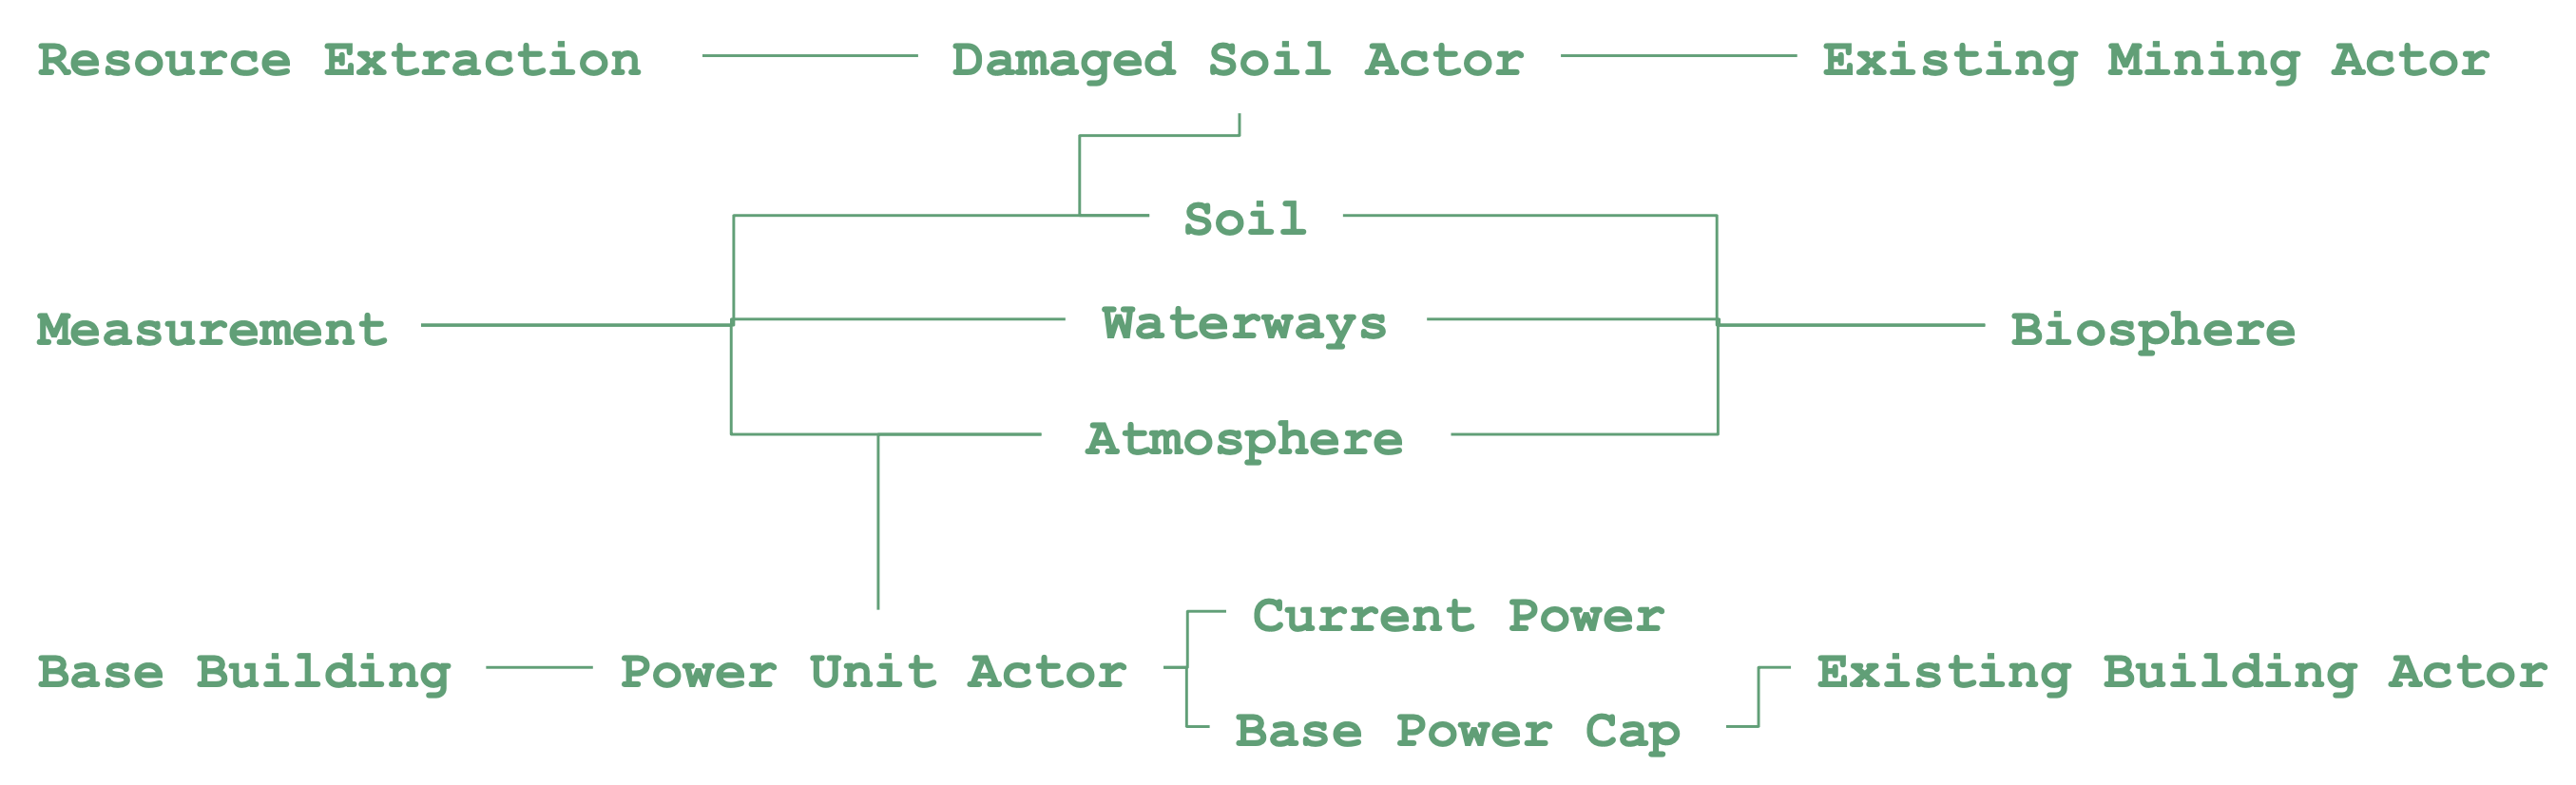 Resource Extraction
Damaged Soil Actor
Existing Mining Actor
Soil
Measurement
Waterways
Biosphere
Atmosphere
Current Power
Base Building
Power Unit Actor
Existing Building Actor
Base Power Cap